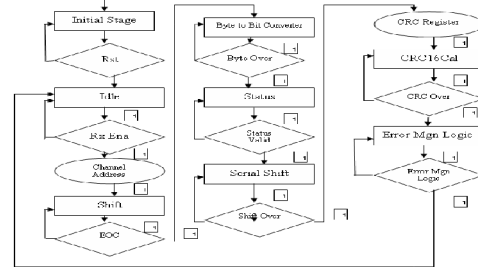 Initial Stage
Rst
Idle
Rx Ena
Channel
Address
Shift
EOC
Byte to Bit Converter
Byte Over
Status
Status
Valid
Serial Shift
Shift Over
CRC Register
CRC16Cal
CRC Over
Error Mgn Logic
Error Mgn
Logic